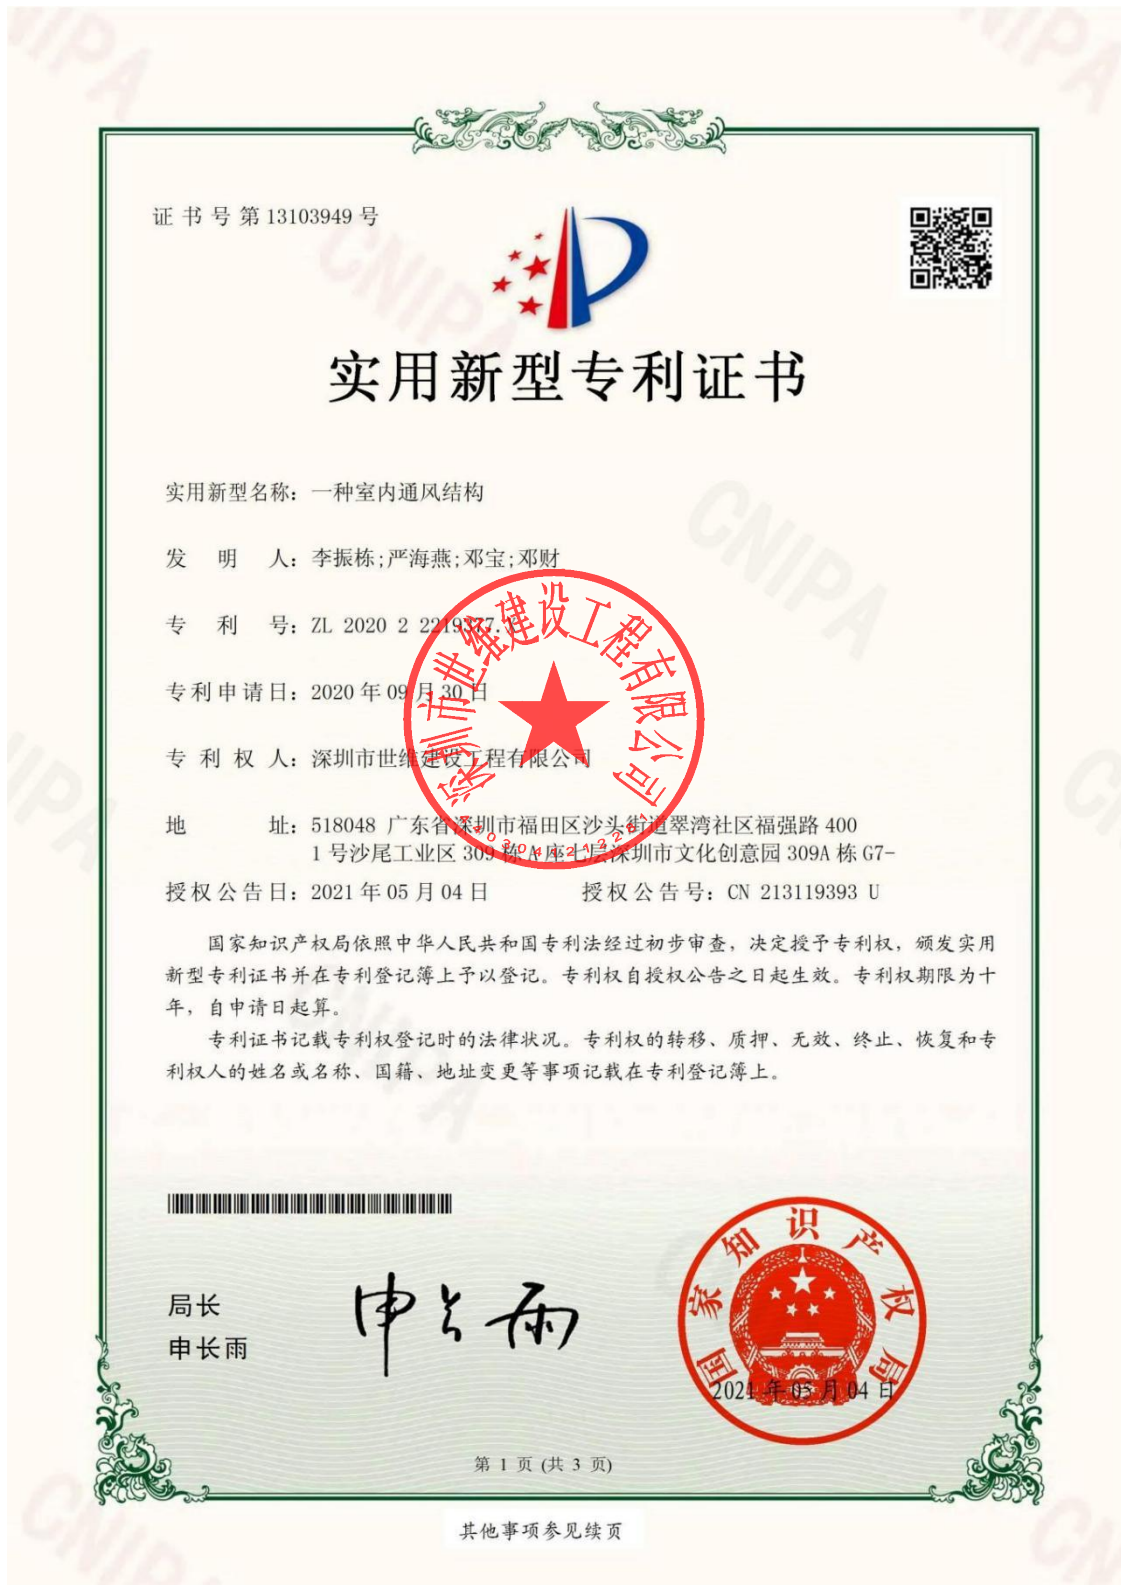 证书号第13103949号
实用新型专利证书
实用新型名称：一种室内通风结构
发明人：李振栋;严海燕;邓宝;邓财
专利号：ZL 2020 2 2219377.
专利申请日：2020年09月30日
专利权人：深圳市世维建设工程有限公司
地址：518048 广东省深圳市福田区沙头街道翠湾社区福强路400
1号沙尾工业区309栋A座七层深圳市文化创意园309A栋G7-
授权公告日：2021年05月04日 授权公告号：CN 213119393 U
国家知识产权局依照中华人民共和国专利法经过初步审查，决定授予专利权，颁发实用
新型专利证书并在专利登记簿上予以登记。专利权自授权公告之日起生效。专利权期限为十
年，自申请日起算。
专利证书记载专利权登记时的法律状况。专利权的转移、质押、无效、终止、恢复和专
利权人的姓名或名称、国籍、地址变更等事项记载在专利登记簿上。
深圳市世维建设工程有限公司
局长
申长雨
申长雨
国家知识产权局
2021年05月04日
第 1 页 (共 3 页)
其他事项参见续页
CNIPA